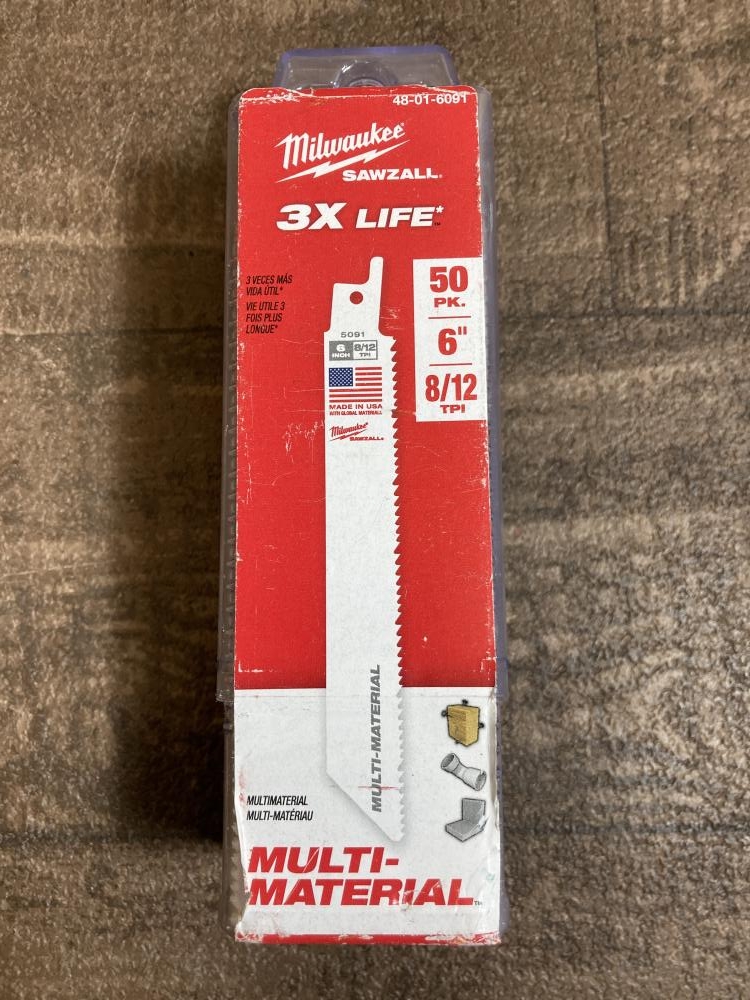 48-01-6091
Milwaukee®
SAWZALL®
3X LIFE*™
3 VECES MÁS
VIDA ÚTIL*
VIE UTILE 3
FOIS PLUS
LONGUE*
50
PK.
6"
8/12
TPI
5091
6 8/12
INCH TPI
MADE IN USA
WITH GLOBAL MATERIALS
Milwaukee®
SAWZALL®
MULTI-MATERIAL
MULTIMATERIAL
MULTI-MATÉRIAU
MULTI-
MATERIAL™